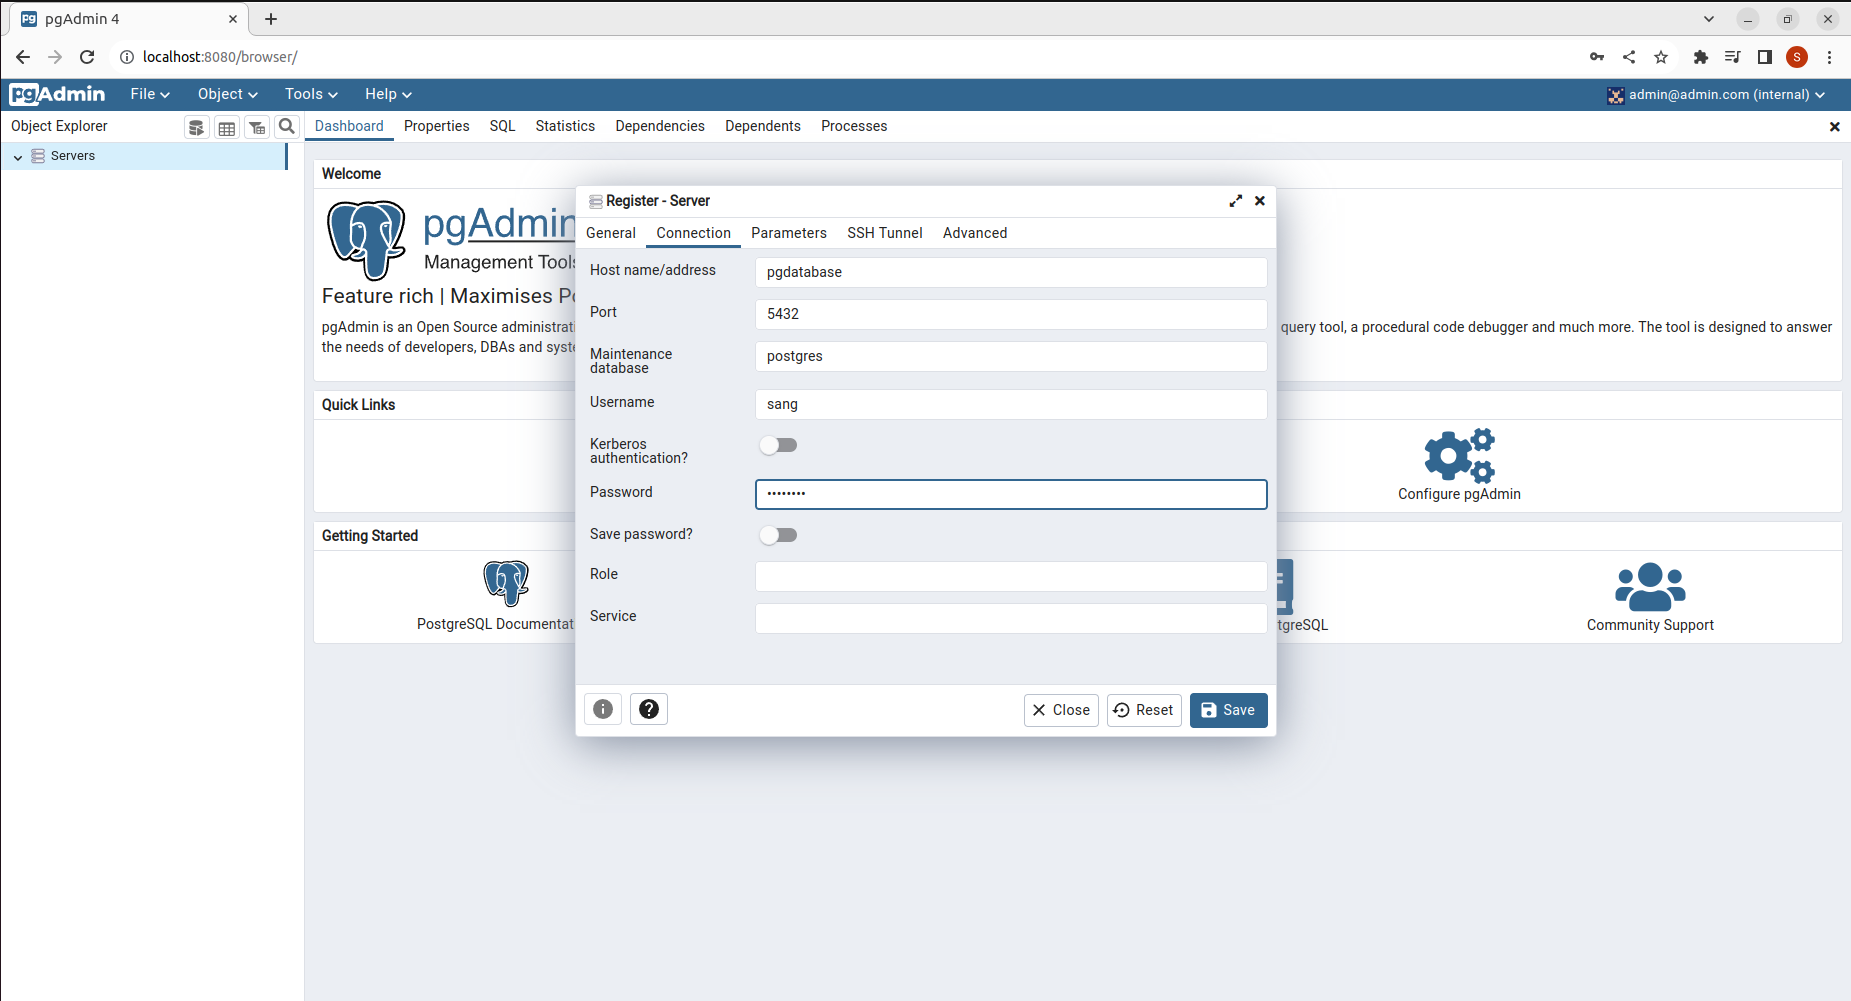 pgAdmin 4
localhost:8080/browser/
S
pgAdmin File Object Tools Help admin@admin.com (internal)
Object Explorer
Dashboard Properties SQL Statistics Dependencies Dependents Processes
Servers
Welcome
pgAdmin
Management Tools
Feature rich | Maximises
pgAdmin is an Open Source query tool, a procedural code debugger and much more. The tool is designed to answer
the needs of developers, DBAs and
Quick Links
Configure pgAdmin
Getting Started
PostgreSQL
Community Support
Register - Server
General Connection Parameters SSH Tunnel Advanced
Host name/address pgdatabase
Port 5432
Maintenance
database
postgres
Username sang
Kerberos
authentication?
Password ••••••••
Save password?
Role
Service
Close Reset Save